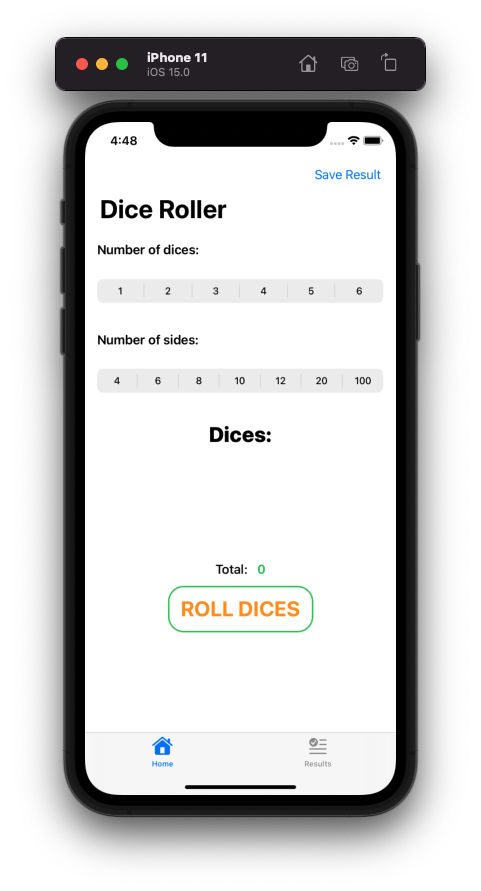 iPhone 11
iOS 15.0
4:48
Save Result
Dice Roller
Number of dices:
1 2 3 4 5 6
Number of sides:
4 6 8 10 12 20 100
Dices:
Total: 0
ROLL DICES
Home Results